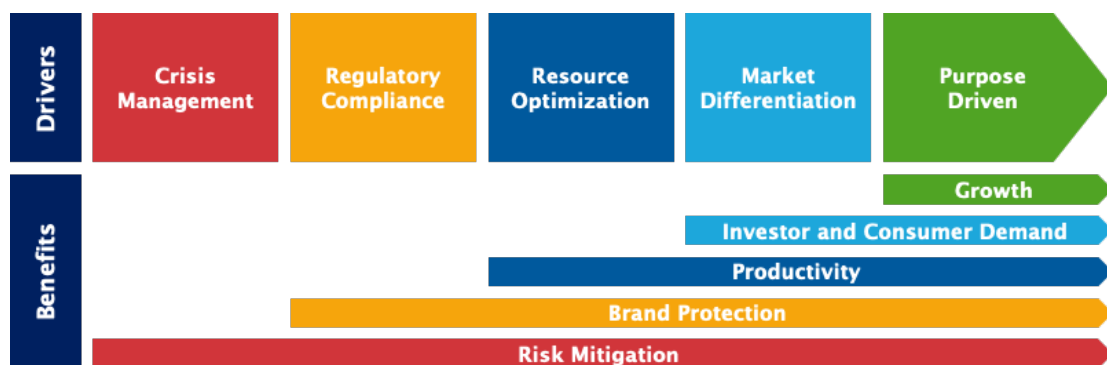 Drivers
Crisis
Management
Regulatory
Compliance
Resource
Optimization
Market
Differentiation
Purpose
Driven
Benefits
Growth
Investor and Consumer Demand
Productivity
Brand Protection
Risk Mitigation